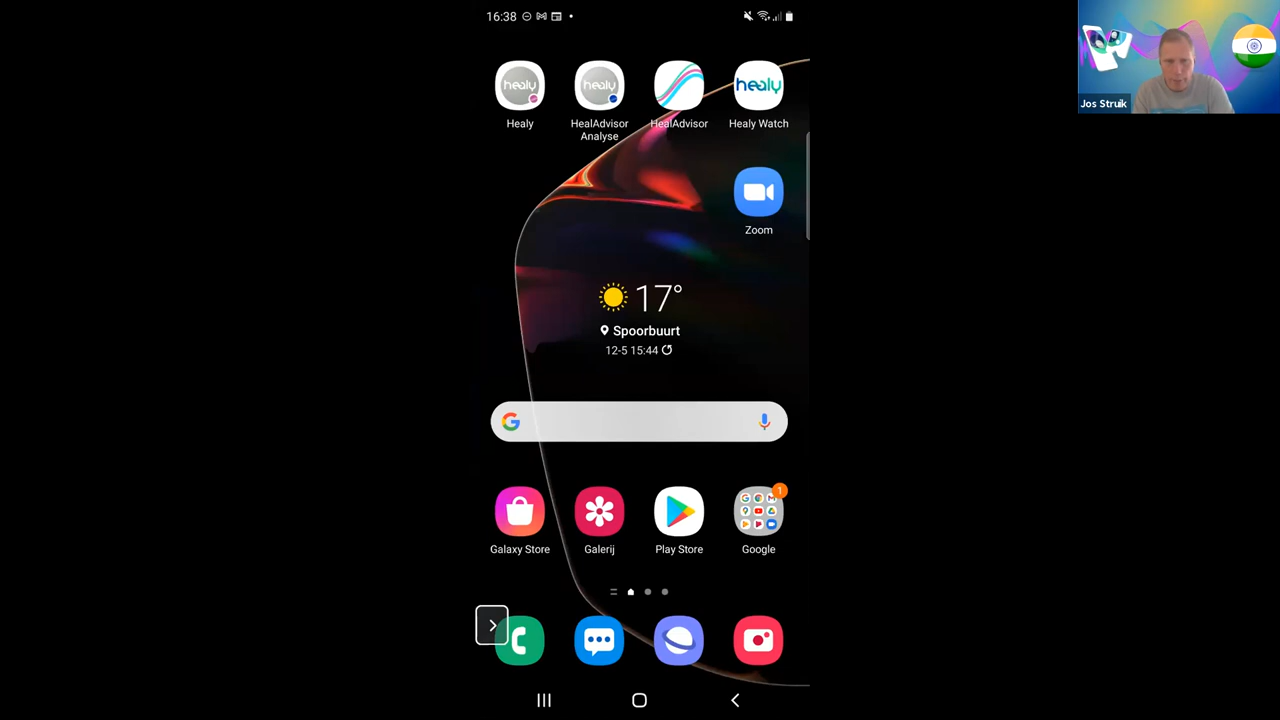 16:38
healy
healy
healy
Healy
HealAdvisor
Analyse
HealAdvisor
Healy Watch
Zoom
17°
Spoorbuurt
12-5 15:44
1
Galaxy Store
Galerij
Play Store
Google
Jos Struik